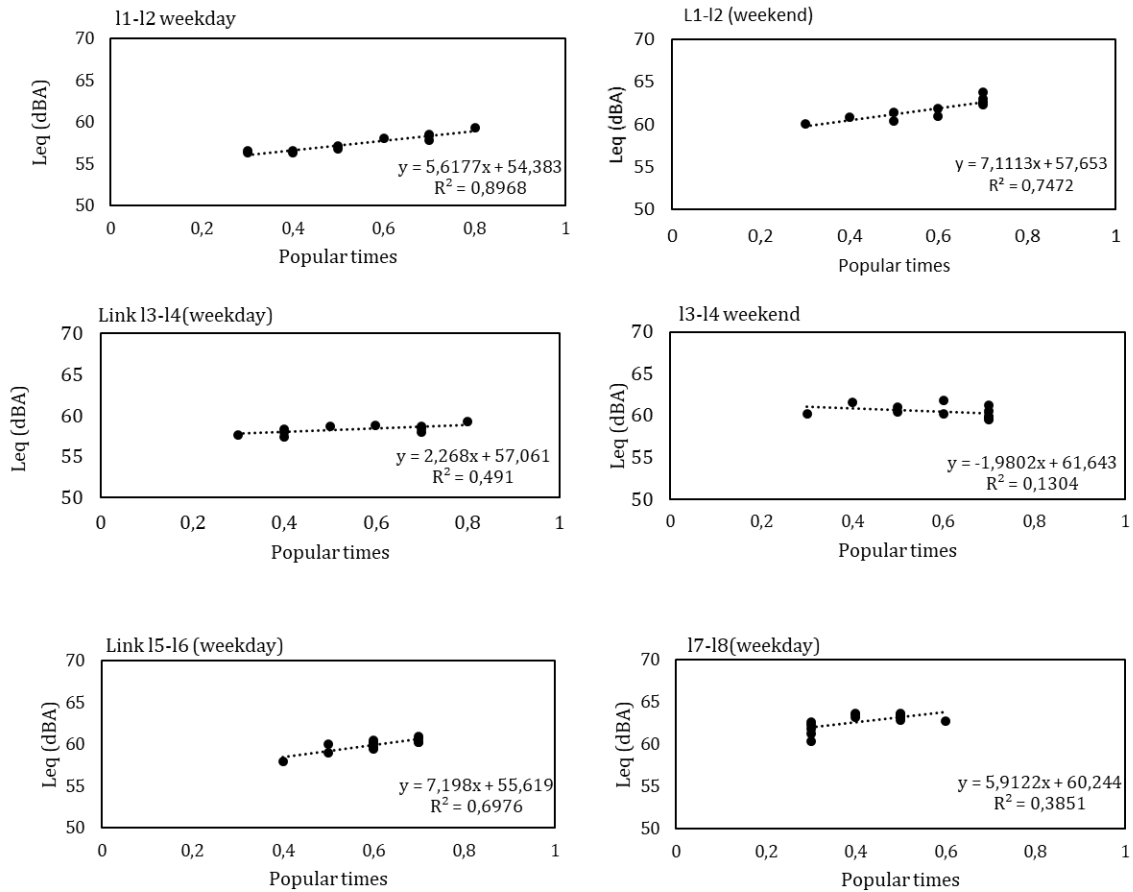 l1-l2 weekday
70
65
60
55
50
Leq (dBA)
y = 5,6177x + 54,383
R² = 0,8968
0 0,2 0,4 0,6 0,8 1
Popular times
L1-l2 (weekend)
70
65
60
55
50
Leq (dBA)
y = 7,1113x + 57,653
R² = 0,7472
0 0,2 0,4 0,6 0,8 1
Popular times
Link l3-l4(weekday)
70
65
60
55
50
Leq (dBA)
y = 2,268x + 57,061
R² = 0,491
0 0,2 0,4 0,6 0,8 1
Popular times
l3-l4 weekend
70
65
60
55
50
Leq (dBA)
y = -1,9802x + 61,643
R² = 0,1304
0 0,2 0,4 0,6 0,8 1
Popular times
Link l5-l6 (weekday)
70
65
60
55
50
Leq (dBA)
y = 7,198x + 55,619
R² = 0,6976
0 0,2 0,4 0,6 0,8 1
Popular times
l7-l8(weekday)
70
65
60
55
50
Leq (dBA)
y = 5,9122x + 60,244
R² = 0,3851
0 0,2 0,4 0,6 0,8 1
Popular times